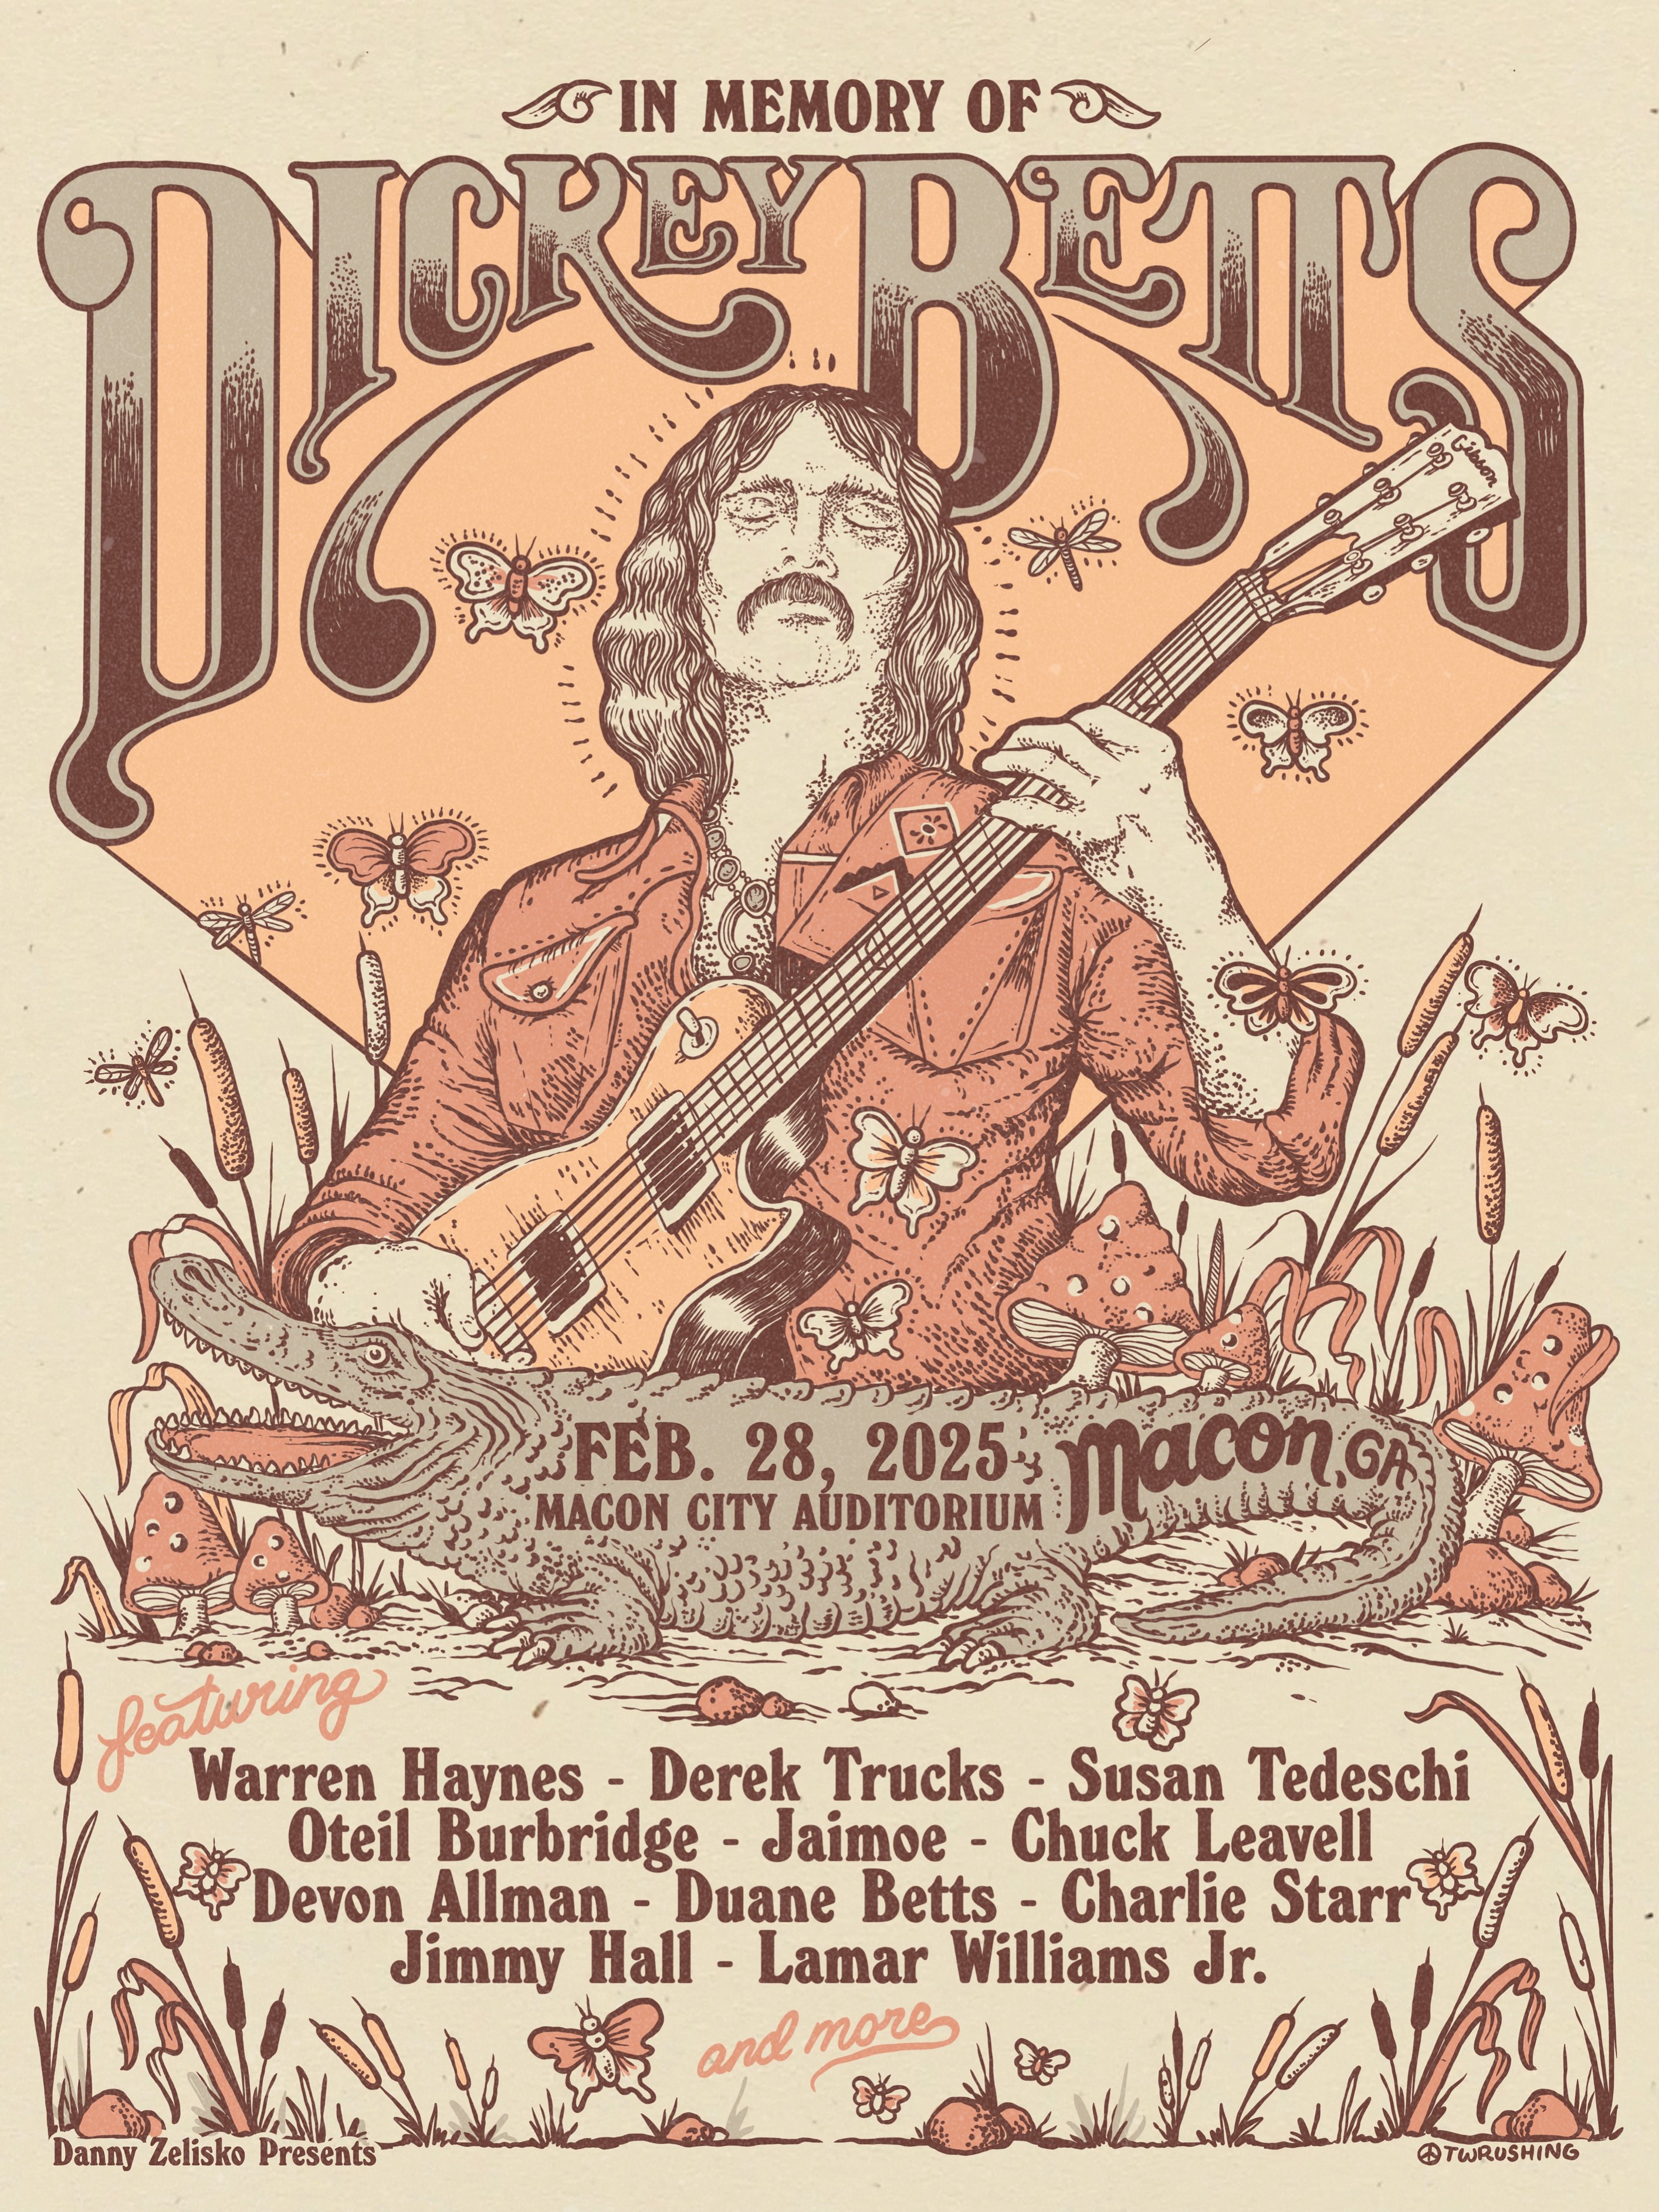 IN MEMORY OF
DICKEY BETTS
Gibson
FEB. 28, 2025
MACON CITY AUDITORIUM
Macon, GA
featuring
Warren Haynes - Derek Trucks - Susan Tedeschi
Oteil Burbridge - Jaimoe - Chuck Leavell
Devon Allman - Duane Betts - Charlie Starr
Jimmy Hall - Lamar Williams Jr.
and more
Danny Zelisko Presents
TWRUSHING